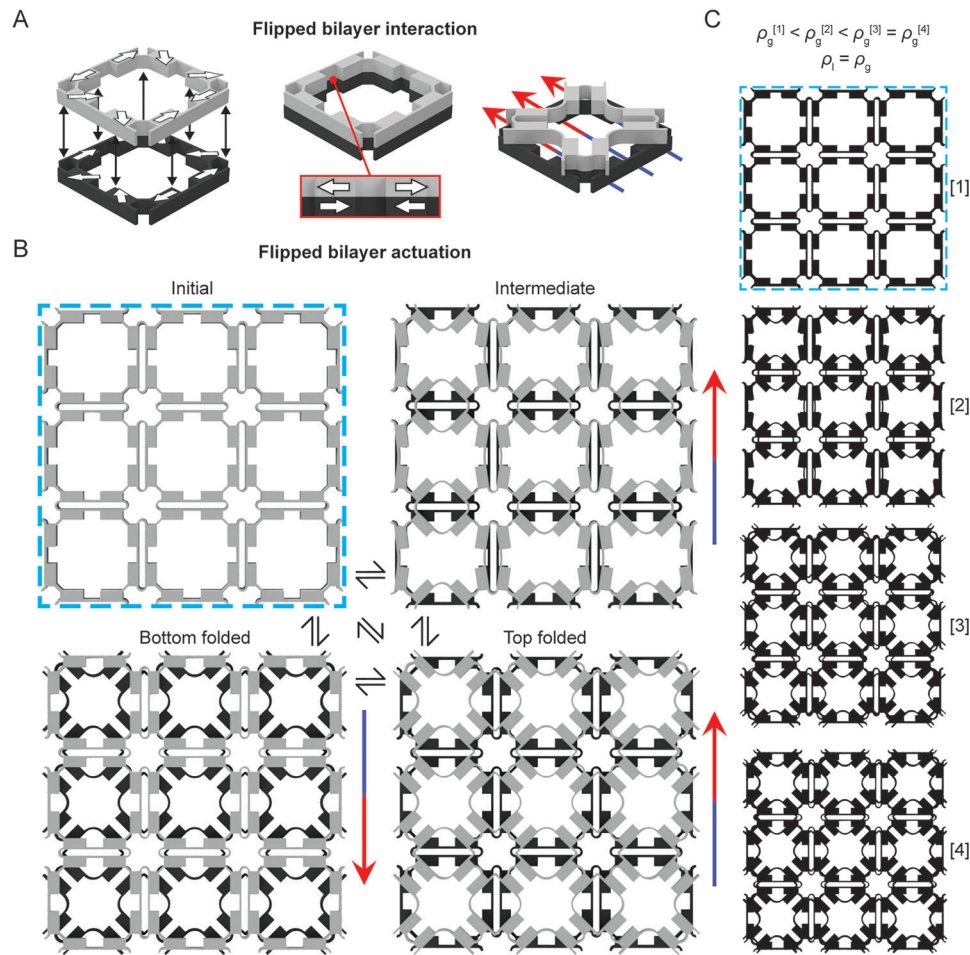 A
Flipped bilayer interaction
B
Flipped bilayer actuation
Initial
Intermediate
Bottom folded
Top folded
C
ρg[1] < ρg[2] < ρg[3] = ρg[4]
ρl = ρg
[1]
[2]
[3]
[4]